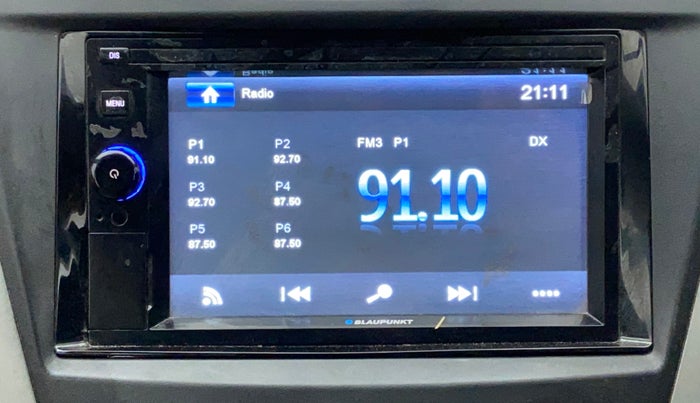 DIS
MENU
Radio
21:11
P1
91.10
P2
92.70
P3
92.70
P4
87.50
P5
87.50
P6
87.50
FM3 P1
DX
91.10
BLAUPUNKT